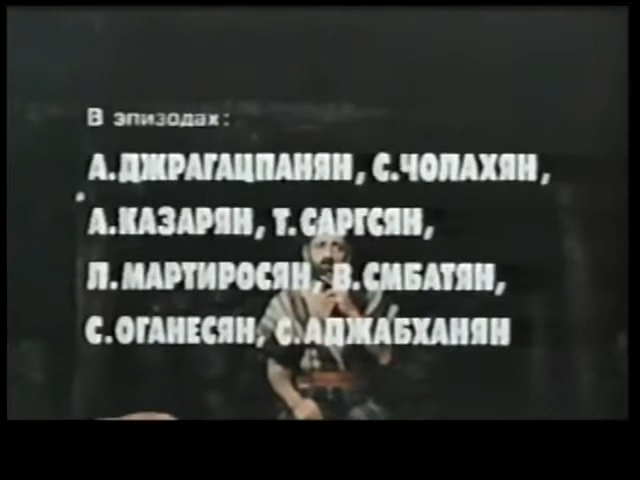 В эпизодах:
А.ДЖРАГАЦПАНЯН, С.ЧОЛАХЯН,
А.КАЗАРЯН, Т.САРГСЯН,
Л.МАРТИРОСЯН, В.СМБАТЯН,
С.ОГАНЕСЯН, С.АДЖАБХАНЯН